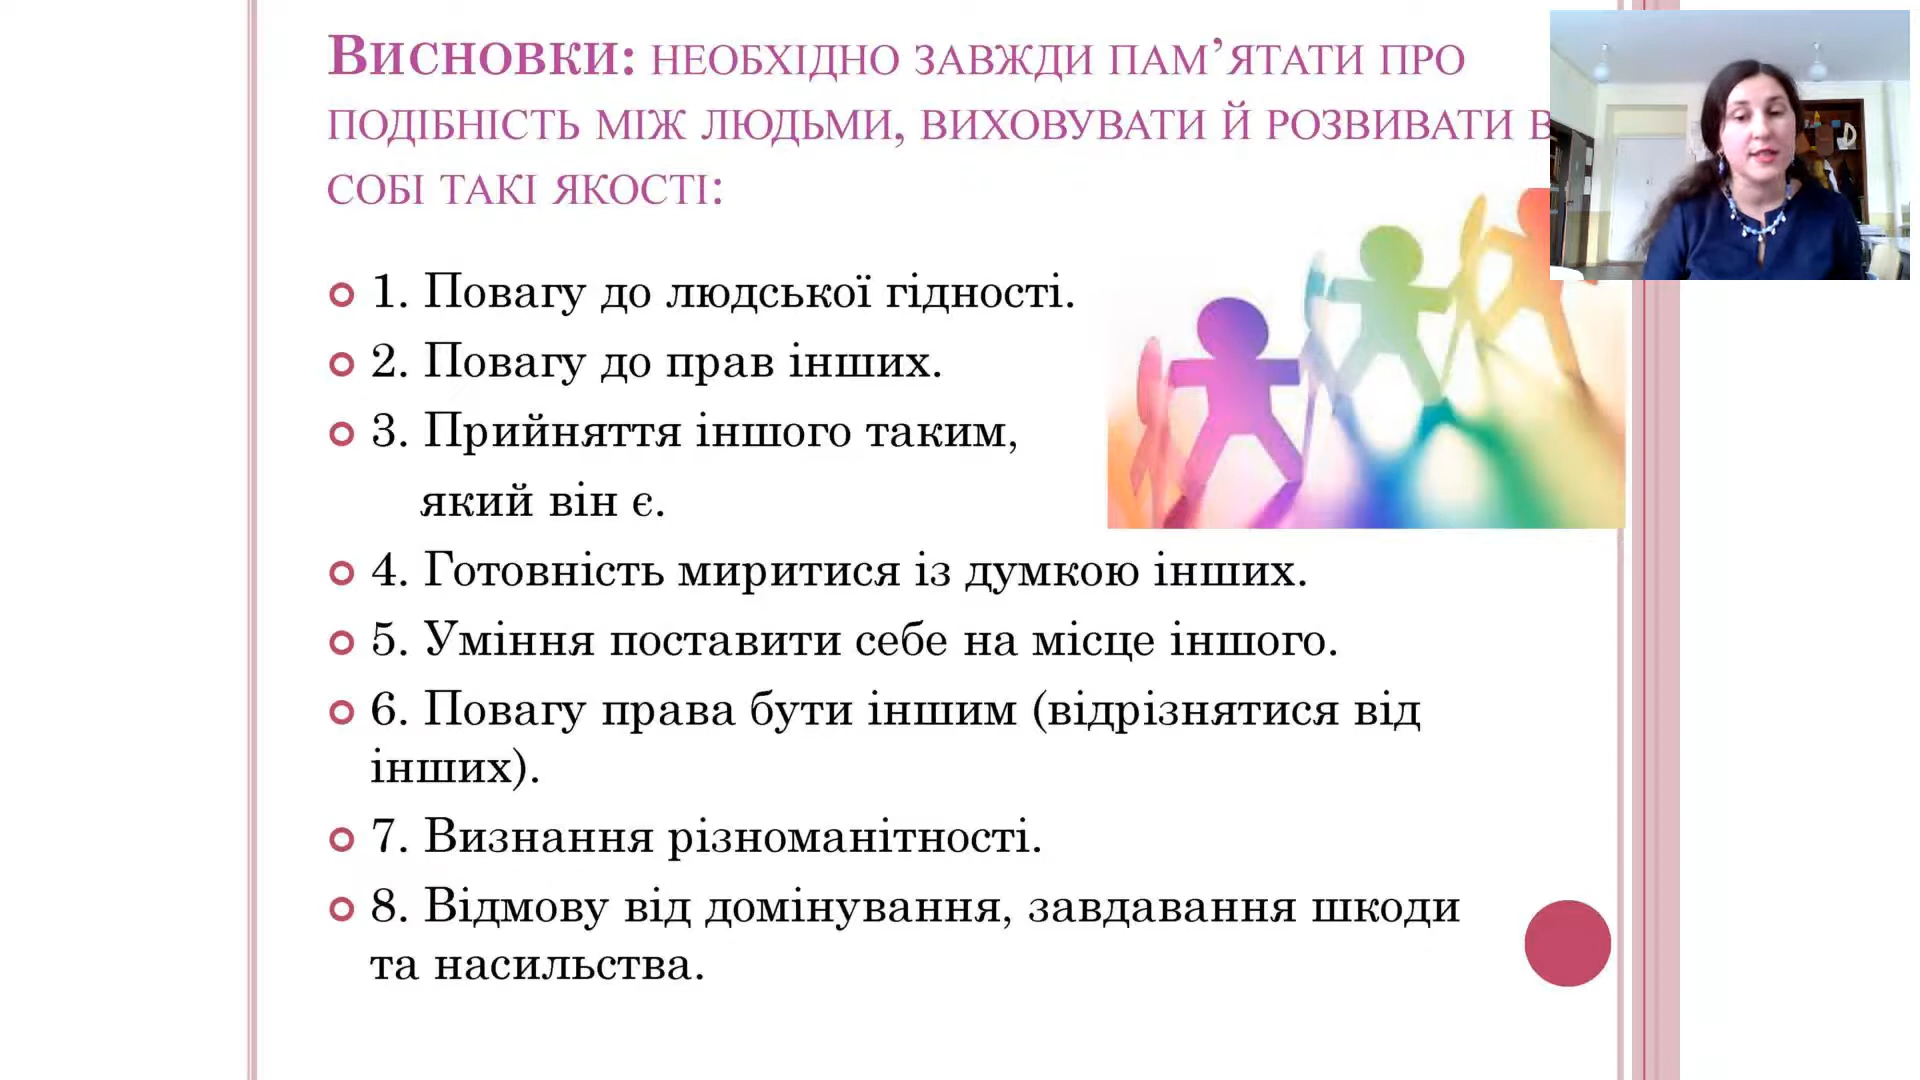 Висновки: необхідно завжди пам’ятати про
подібність між людьми, виховувати й розвивати в
собі такі якості:
1. Повагу до людської гідності.
2. Повагу до прав інших.
3. Прийняття іншого таким,
який він є.
4. Готовність миритися із думкою інших.
5. Уміння поставити себе на місце іншого.
6. Повагу права бути іншим (відрізнятися від
інших).
7. Визнання різноманітності.
8. Відмову від домінування, завдавання шкоди
та насильства.